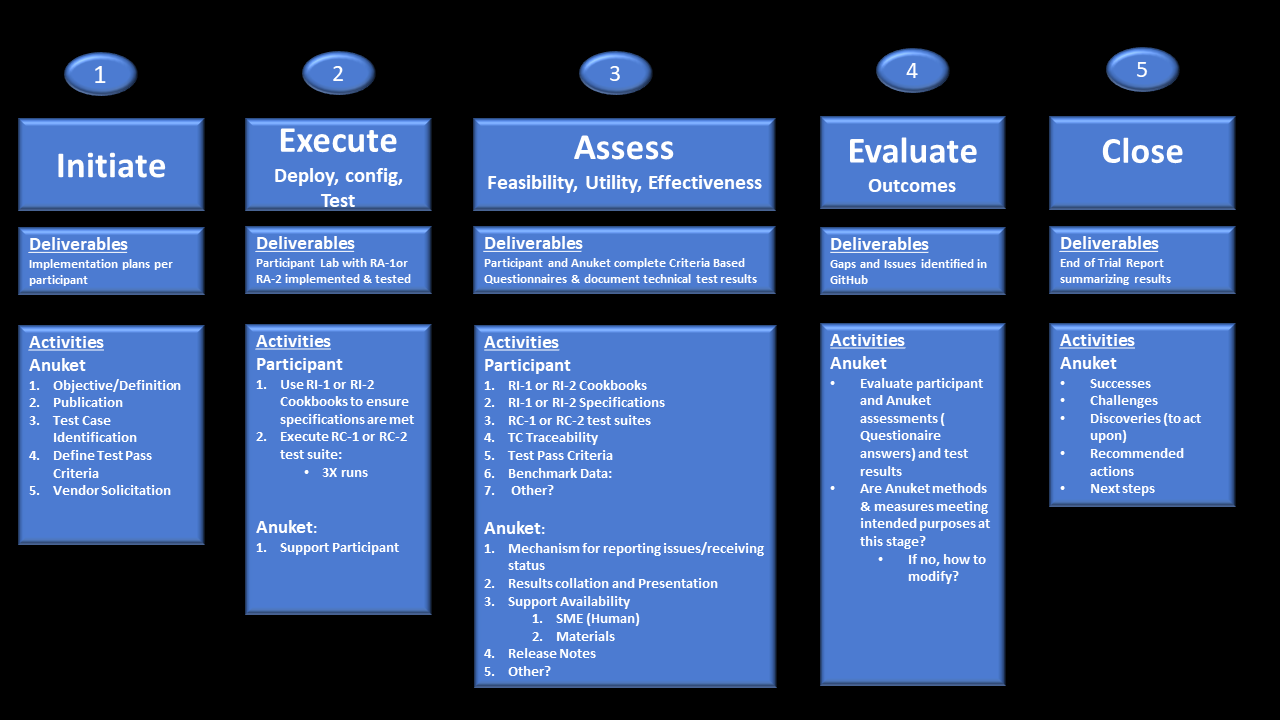 1
Initiate
Deliverables
Implementation plans per
participant
Activities
Anuket
1. Objective/Definition
2. Publication
3. Test Case
Identification
4. Define Test Pass
Criteria
5. Vendor Solicitation
2
Execute
Deploy, config,
Test
Deliverables
Participant Lab with RA-1or
RA-2 implemented & tested
Activities
Participant
1. Use RI-1 or RI-2
Cookbooks to ensure
specifications are met
2. Execute RC-1 or RC-2
test suite:
• 3X runs
Anuket:
1. Support Participant
3
Assess
Feasibility, Utility, Effectiveness
Deliverables
Participant and Anuket complete Criteria Based
Questionnaires & document technical test results
Activities
Participant
1. RI-1 or RI-2 Cookbooks
2. RI-1 or RI-2 Specifications
3. RC-1 or RC-2 test suites
4. TC Traceability
5. Test Pass Criteria
6. Benchmark Data:
7. Other?
Anuket:
1. Mechanism for reporting issues/receiving
status
2. Results collation and Presentation
3. Support Availability
1. SME (Human)
2. Materials
4. Release Notes
5. Other?
4
Evaluate
Outcomes
Deliverables
Gaps and Issues identified in
GitHub
Activities
Anuket
• Evaluate participant
and Anuket
assessments (
Questionaire
answers) and test
results
• Are Anuket methods
& measures meeting
intended purposes at
this stage?
• If no, how to
modify?
5
Close
Deliverables
End of Trial Report
summarizing results
Activities
Anuket
• Successes
• Challenges
• Discoveries (to act
upon)
• Recommended
actions
• Next steps